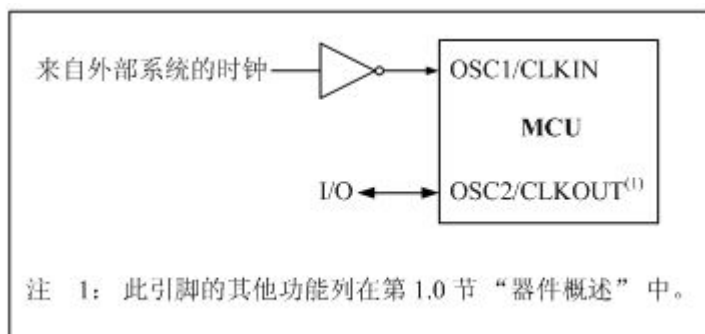 来自外部系统的时钟
OSC1/CLKIN
MCU
I/O
OSC2/CLKOUT(1)
注 1： 此引脚的其他功能列在第 1.0 节 “器件概述” 中。